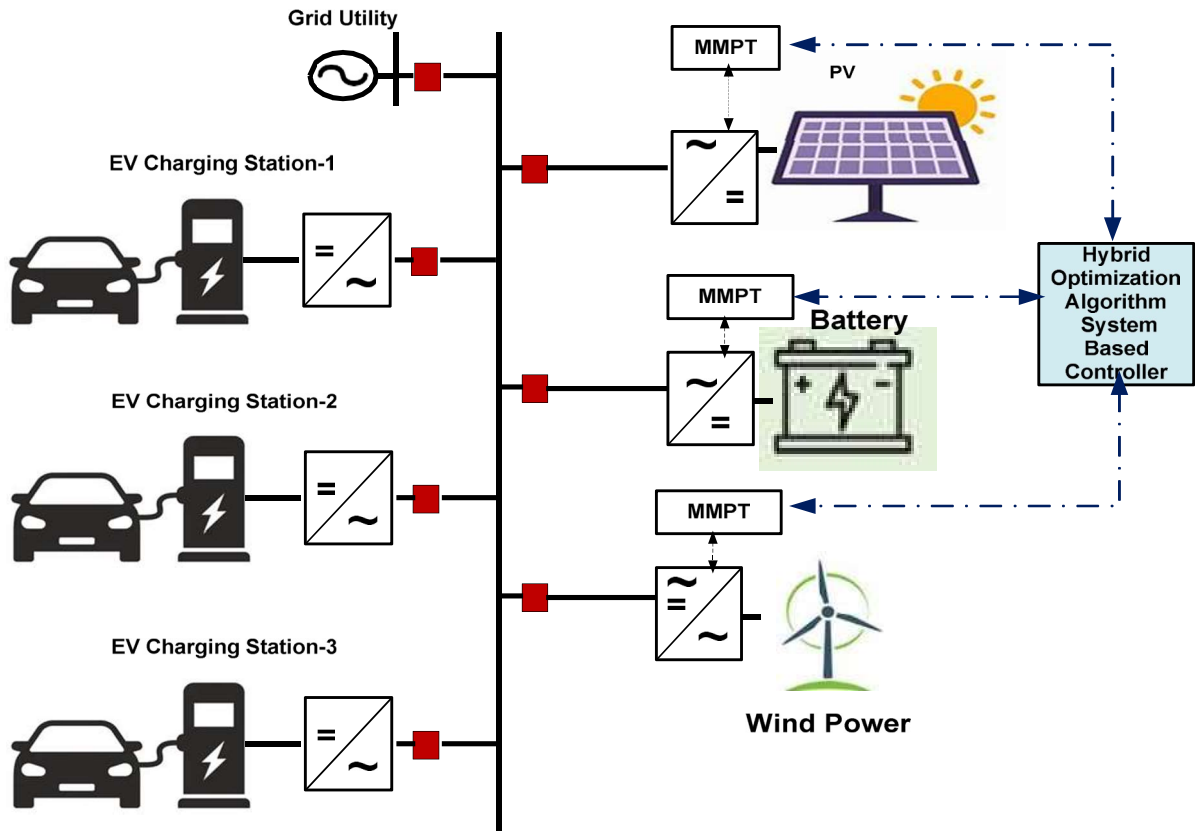 Grid Utility
MMPT
PV
EV Charging Station-1
Hybrid
Optimization
Algorithm
System
Based
Controller
MMPT
Battery
EV Charging Station-2
MMPT
EV Charging Station-3
Wind Power